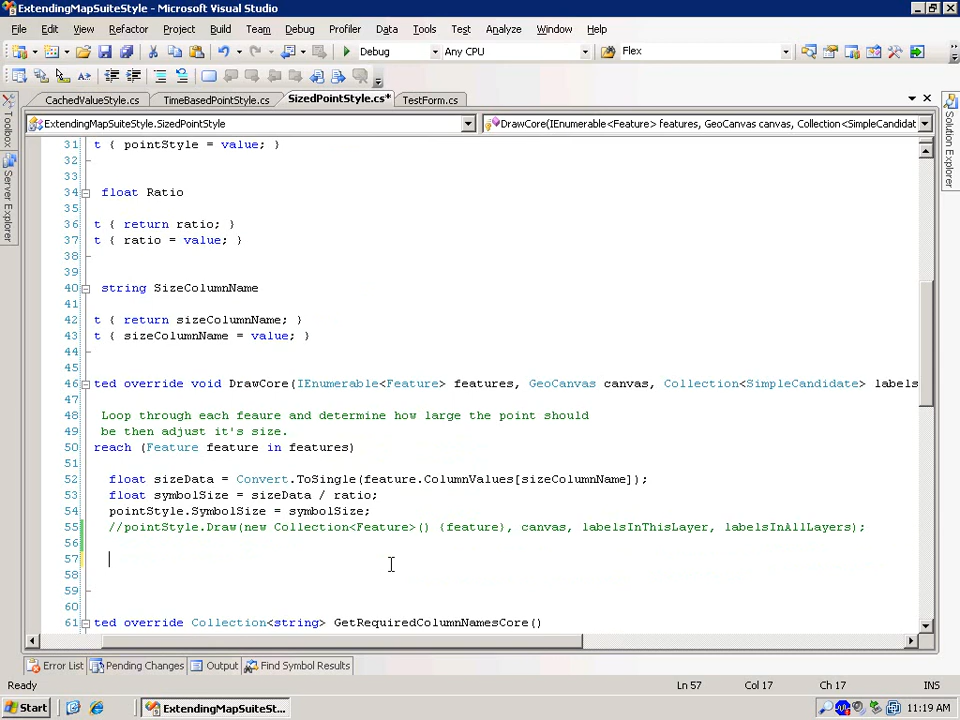 ExtendingMapSuiteStyle - Microsoft Visual Studio
File Edit View Refactor Project Build Team Debug Profiler Data Tools Test Analyze Window Help
Debug Any CPU Flex
CachedValueStyle.cs TimeBasedPointStyle.cs SizedPointStyle.cs* TestForm.cs
ExtendingMapSuiteStyle.SizedPointStyle DrawCore(IEnumerable<Feature> features, GeoCanvas canvas, Collection<SimpleCandidat
Toolbox
Server Explorer
Solution Explorer
31 t { pointStyle = value; }
32
33
34 float Ratio
35
36 t { return ratio; }
37 t { ratio = value; }
38
39
40 string SizeColumnName
41
42 t { return sizeColumnName; }
43 t { sizeColumnName = value; }
44
45
46 ted override void DrawCore(IEnumerable<Feature> features, GeoCanvas canvas, Collection<SimpleCandidate> labels
47
48 Loop through each feaure and determine how large the point should
49 be then adjust it's size.
50 reach (Feature feature in features)
51
52 float sizeData = Convert.ToSingle(feature.ColumnValues[sizeColumnName]);
53 float symbolSize = sizeData / ratio;
54 pointStyle.SymbolSize = symbolSize;
55 //pointStyle.Draw(new Collection<Feature>() {feature}, canvas, labelsInThisLayer, labelsInAllLayers);
56
57
58
59
60
61 ted override Collection<string> GetRequiredColumnNamesCore()
Error List Pending Changes Output Find Symbol Results
Ready Ln 57 Col 17 Ch 17 INS
Start ExtendingMapSuiteSt... 11:19 AM